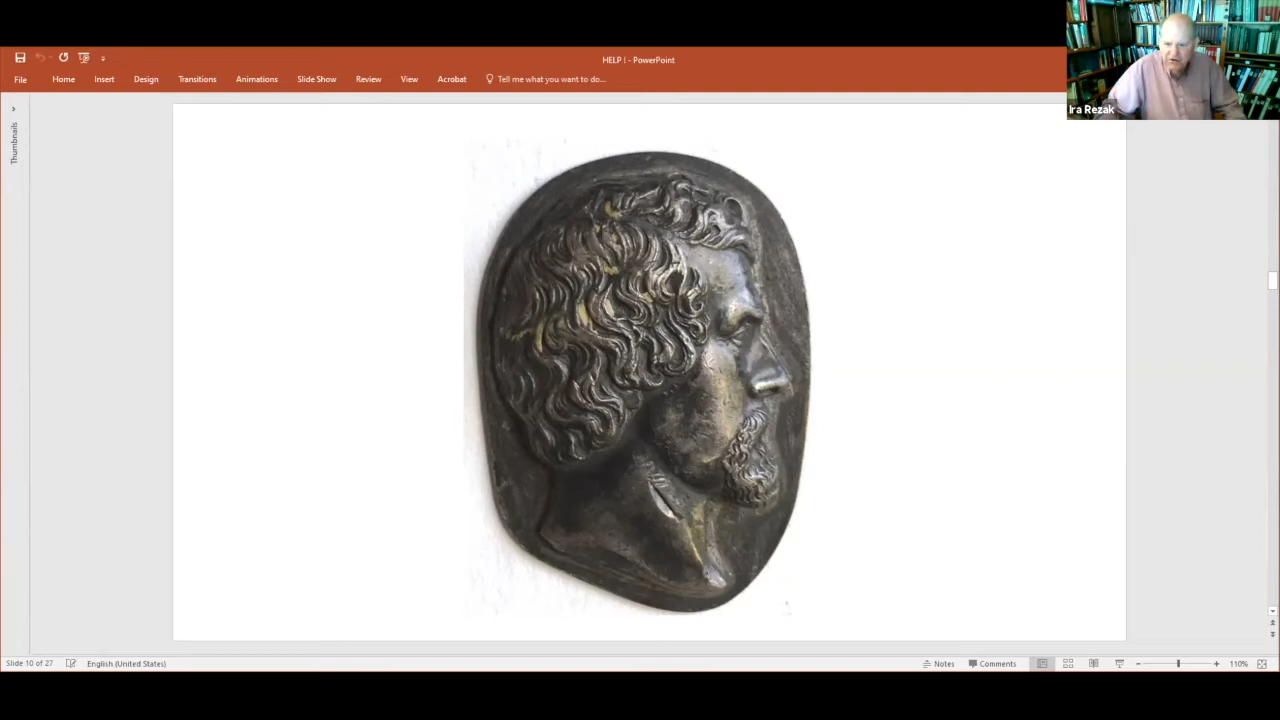 HELP ! - PowerPoint
File Home Insert Design Transitions Animations Slide Show Review View Acrobat Tell me what you want to do...
Ira Rezak
Thumbnails
Slide 10 of 27 English (United States) Notes Comments 110%